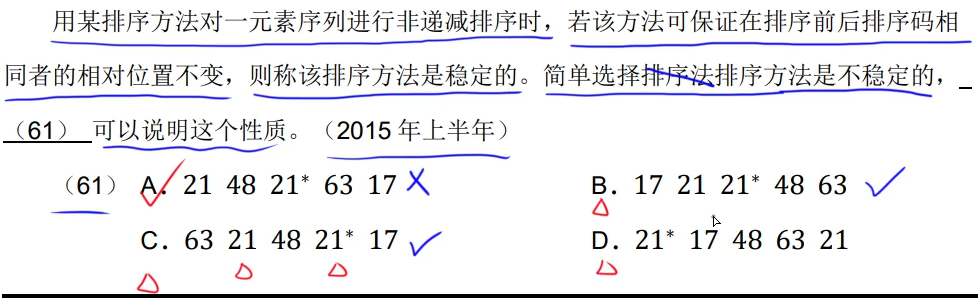 用某排序方法对一元素序列进行非递减排序时，若该方法可保证在排序前后排序码相
同者的相对位置不变，则称该排序方法是稳定的。简单选择排序法排序方法是不稳定的，_
（61） 可以说明这个性质。（2015 年上半年）
（61） A. 21 48 21* 63 17 B. 17 21 21* 48 63
C. 63 21 48 21* 17 D. 21* 17 48 63 21